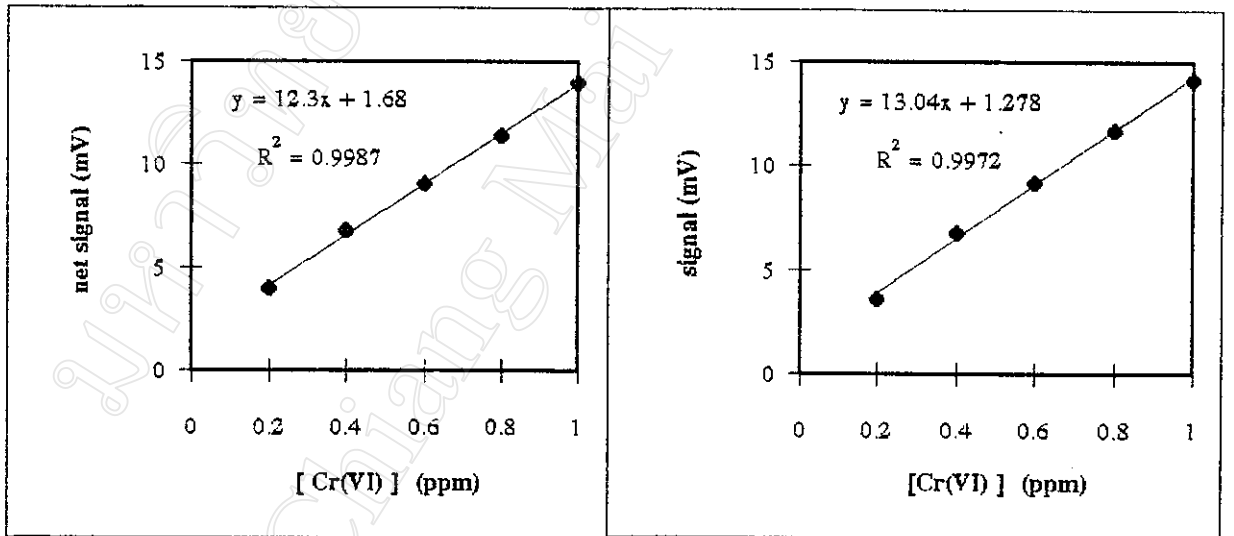 15
10
5
0
y = 12.3x + 1.68
R² = 0.9987
net signal (mV)
0 0.2 0.4 0.6 0.8 1
[ Cr(VI) ] (ppm)
15
10
5
0
y = 13.04x + 1.278
R² = 0.9972
signal (mV)
0 0.2 0.4 0.6 0.8 1
[Cr(VI) ] (ppm)
Chiang Mai